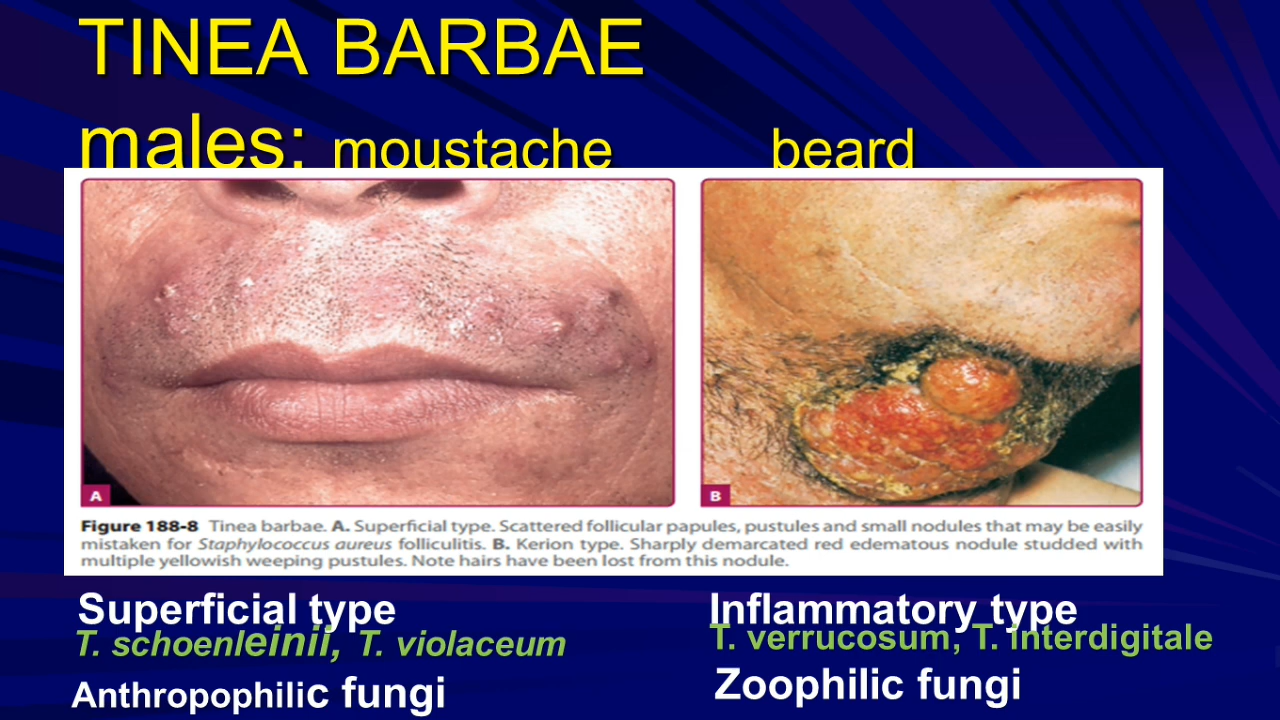 TINEA BARBAE
males: moustache beard
A
B
Figure 188-8 Tinea barbae. A. Superficial type. Scattered follicular papules, pustules and small nodules that may be easily
mistaken for Staphylococcus aureus folliculitis. B. Kerion type. Sharply demarcated red edematous nodule studded with
multiple yellowish weeping pustules. Note hairs have been lost from this nodule.
Superficial type
T. schoenleinii, T. violaceum
Anthropophilic fungi
Inflammatory type
T. verrucosum, T. interdigitale
Zoophilic fungi